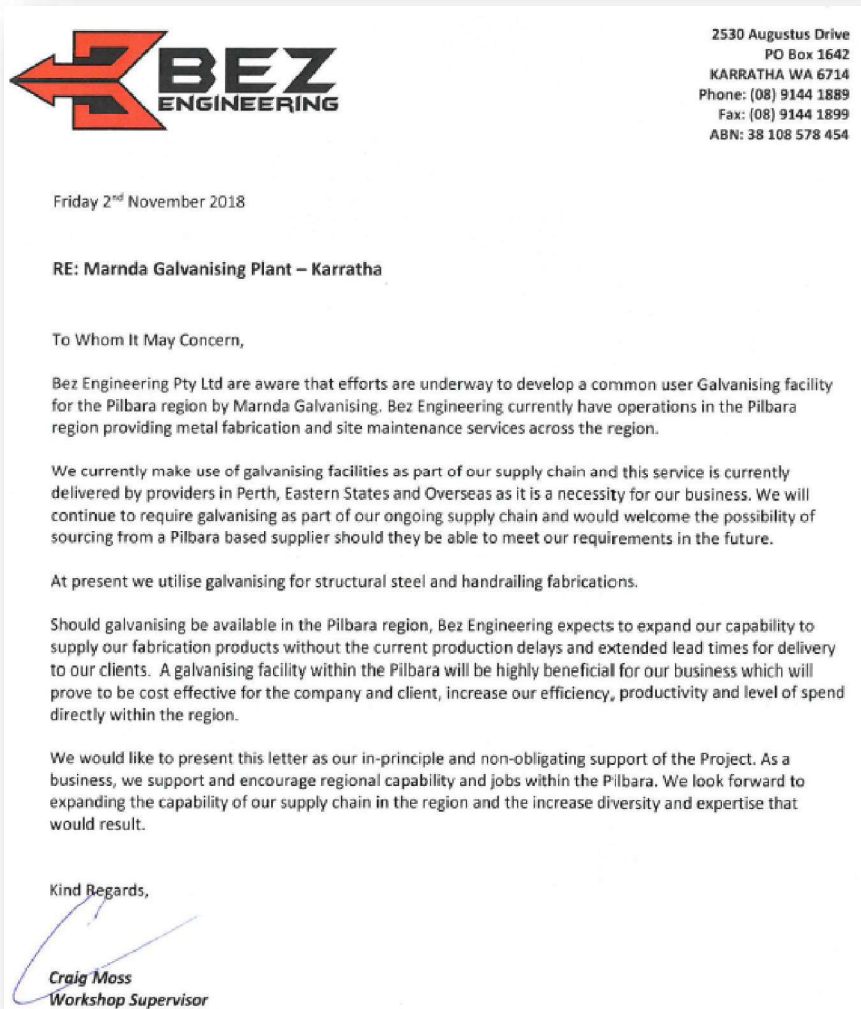 BEZ
ENGINEERING
2530 Augustus Drive
PO Box 1642
KARRATHA WA 6714
Phone: (08) 9144 1889
Fax: (08) 9144 1899
ABN: 38 108 578 454
Friday 2nd November 2018
RE: Marnda Galvanising Plant – Karratha
To Whom It May Concern,
Bez Engineering Pty Ltd are aware that efforts are underway to develop a common user Galvanising facility
for the Pilbara region by Marnda Galvanising. Bez Engineering currently have operations in the Pilbara
region providing metal fabrication and site maintenance services across the region.
We currently make use of galvanising facilities as part of our supply chain and this service is currently
delivered by providers in Perth, Eastern States and Overseas as it is a necessity for our business. We will
continue to require galvanising as part of our ongoing supply chain and would welcome the possibility of
sourcing from a Pilbara based supplier should they be able to meet our requirements in the future.
At present we utilise galvanising for structural steel and handrailing fabrications.
Should galvanising be available in the Pilbara region, Bez Engineering expects to expand our capability to
supply our fabrication products without the current production delays and extended lead times for delivery
to our clients. A galvanising facility within the Pilbara will be highly beneficial for our business which will
prove to be cost effective for the company and client, increase our efficiency, productivity and level of spend
directly within the region.
We would like to present this letter as our in-principle and non-obligating support of the Project. As a
business, we support and encourage regional capability and jobs within the Pilbara. We look forward to
expanding the capability of our supply chain in the region and the increase diversity and expertise that
would result.
Kind Regards,
Craig Moss
Workshop Supervisor